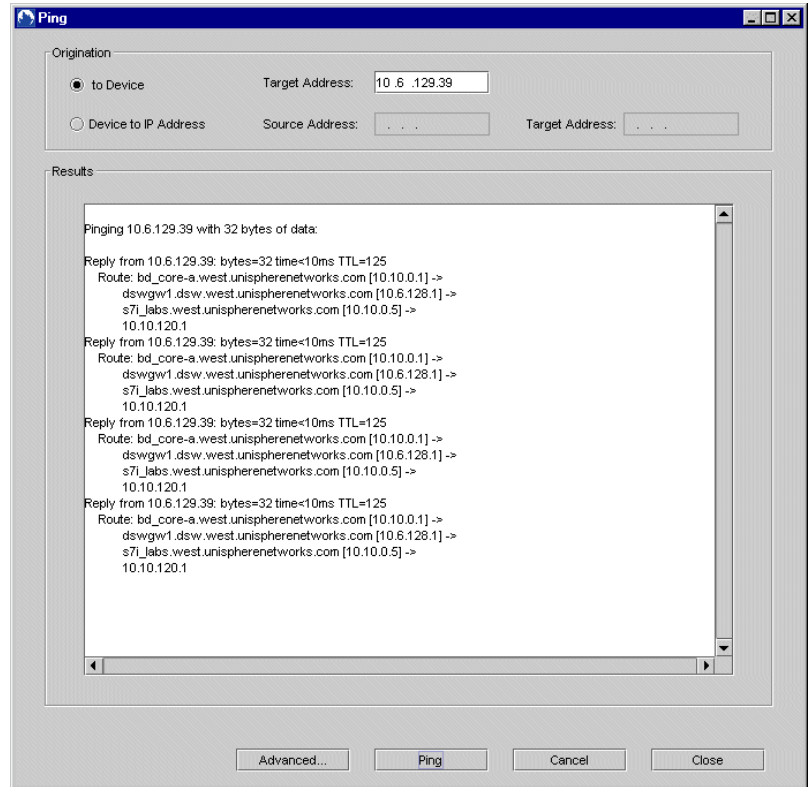 Ping
Origination
to Device Target Address: 10 .6 .129.39
Device to IP Address Source Address: . . . Target Address: . . .
Results
Pinging 10.6.129.39 with 32 bytes of data:
Reply from 10.6.129.39: bytes=32 time<10ms TTL=125
Route: bd_core-a.west.unispherenetworks.com [10.10.0.1] ->
dswgw1.dsw.west.unispherenetworks.com [10.6.128.1] ->
s7i_labs.west.unispherenetworks.com [10.10.0.5] ->
10.10.120.1
Reply from 10.6.129.39: bytes=32 time<10ms TTL=125
Route: bd_core-a.west.unispherenetworks.com [10.10.0.1] ->
dswgw1.dsw.west.unispherenetworks.com [10.6.128.1] ->
s7i_labs.west.unispherenetworks.com [10.10.0.5] ->
10.10.120.1
Reply from 10.6.129.39: bytes=32 time<10ms TTL=125
Route: bd_core-a.west.unispherenetworks.com [10.10.0.1] ->
dswgw1.dsw.west.unispherenetworks.com [10.6.128.1] ->
s7i_labs.west.unispherenetworks.com [10.10.0.5] ->
10.10.120.1
Reply from 10.6.129.39: bytes=32 time<10ms TTL=125
Route: bd_core-a.west.unispherenetworks.com [10.10.0.1] ->
dswgw1.dsw.west.unispherenetworks.com [10.6.128.1] ->
s7i_labs.west.unispherenetworks.com [10.10.0.5] ->
10.10.120.1
Advanced... Ping Cancel Close